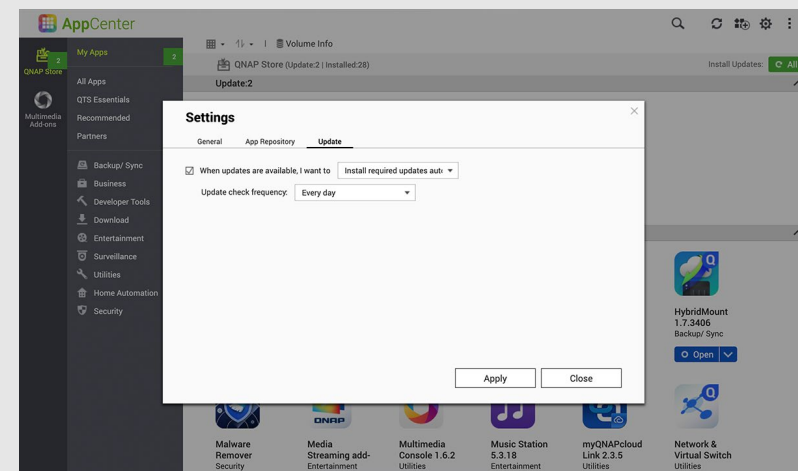 AppCenter
Volume Info
2
QNAP Store
My Apps
2
QNAP Store (Update:2 | Installed:28)
Install Updates:
All
Update:2
All Apps
QTS Essentials
Multimedia
Add-ons
Recommended
Partners
Backup/ Sync
Business
Developer Tools
Download
Entertainment
Surveillance
Utilities
Home Automation
Security
Settings
General
App Repository
Update
When updates are available, I want to
Install required updates aut
Update check frequency:
Every day
Apply
Close
HybridMount
1.7.3406
Backup/ Sync
Open
QNAP
Malware
Remover
Security
Media
Streaming add-
Entertainment
Multimedia
Console 1.6.2
Utilities
Music Station
5.3.18
Entertainment
myQNAPcloud
Link 2.3.5
Utilities
Network &
Virtual Switch
Utilities